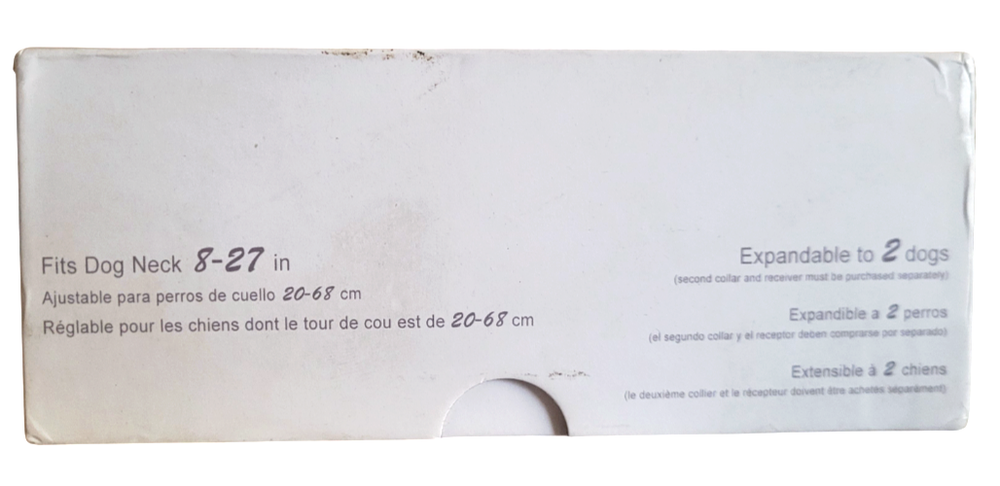 Fits Dog Neck 8-27 in
Ajustable para perros de cuello 20-68 cm
Réglable pour les chiens dont le tour de cou est de 20-68 cm
Expandable to 2 dogs
(second collar and receiver must be purchased separately)
Expandible a 2 perros
(el segundo collar y el receptor deben comprarse por separado)
Extensible à 2 chiens
(le deuxième collier et le récepteur doivent être achetés séparément)